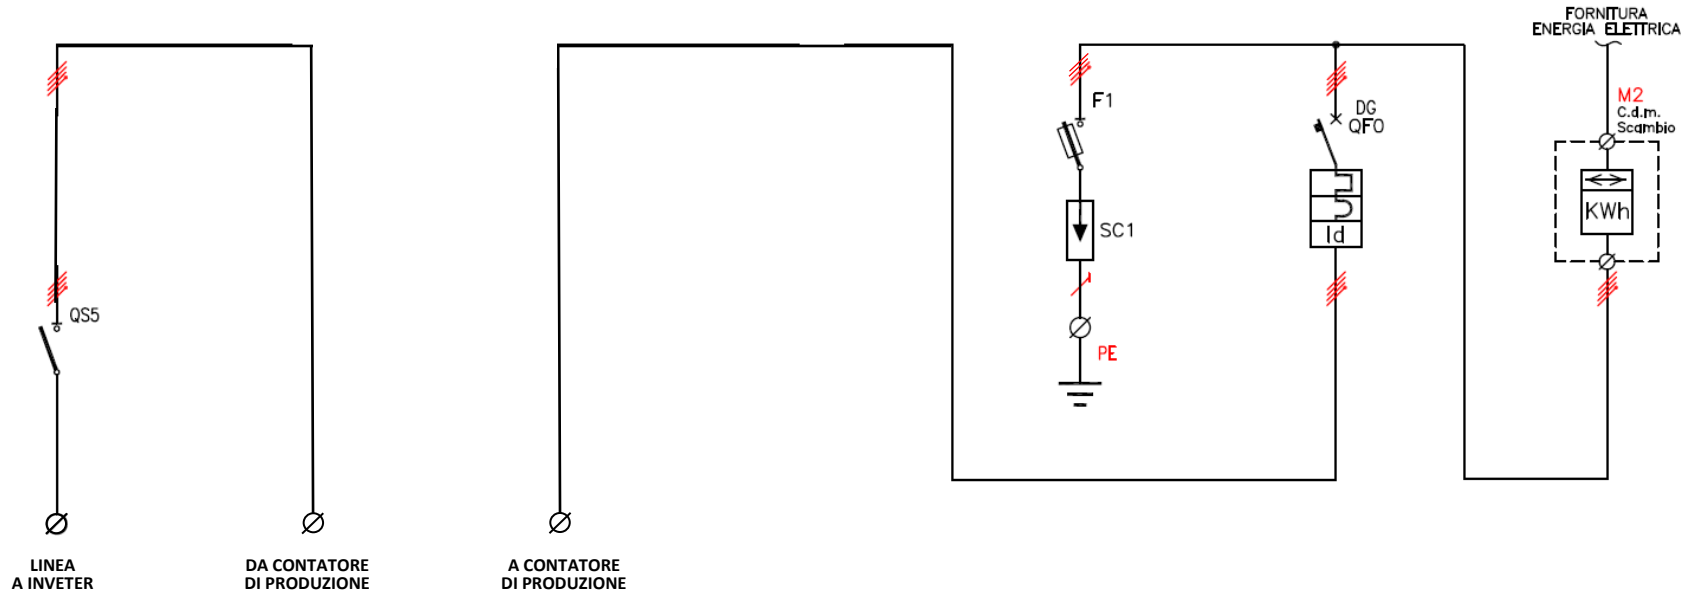 FORNITURA
ENERGIA ELETTRICA
M2
C.d.m.
Scambio
KWh
F1
DG
QF0
SC1
Id
PE
QS5
LINEA
A INVETER
DA CONTATORE
DI PRODUZIONE
A CONTATORE
DI PRODUZIONE